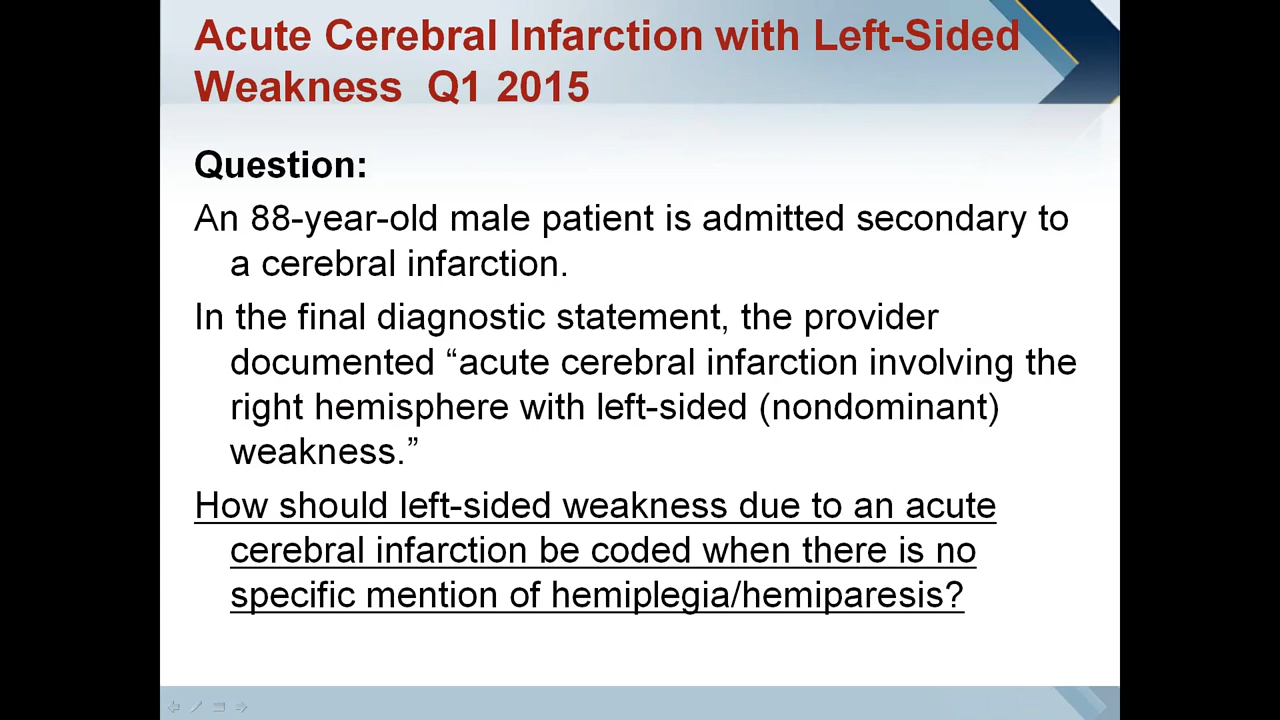 Acute Cerebral Infarction with Left-Sided
Weakness  Q1 2015
Question:
An 88-year-old male patient is admitted secondary to
a cerebral infarction.
In the final diagnostic statement, the provider
documented “acute cerebral infarction involving the
right hemisphere with left-sided (nondominant)
weakness.”
How should left-sided weakness due to an acute
cerebral infarction be coded when there is no
specific mention of hemiplegia/hemiparesis?